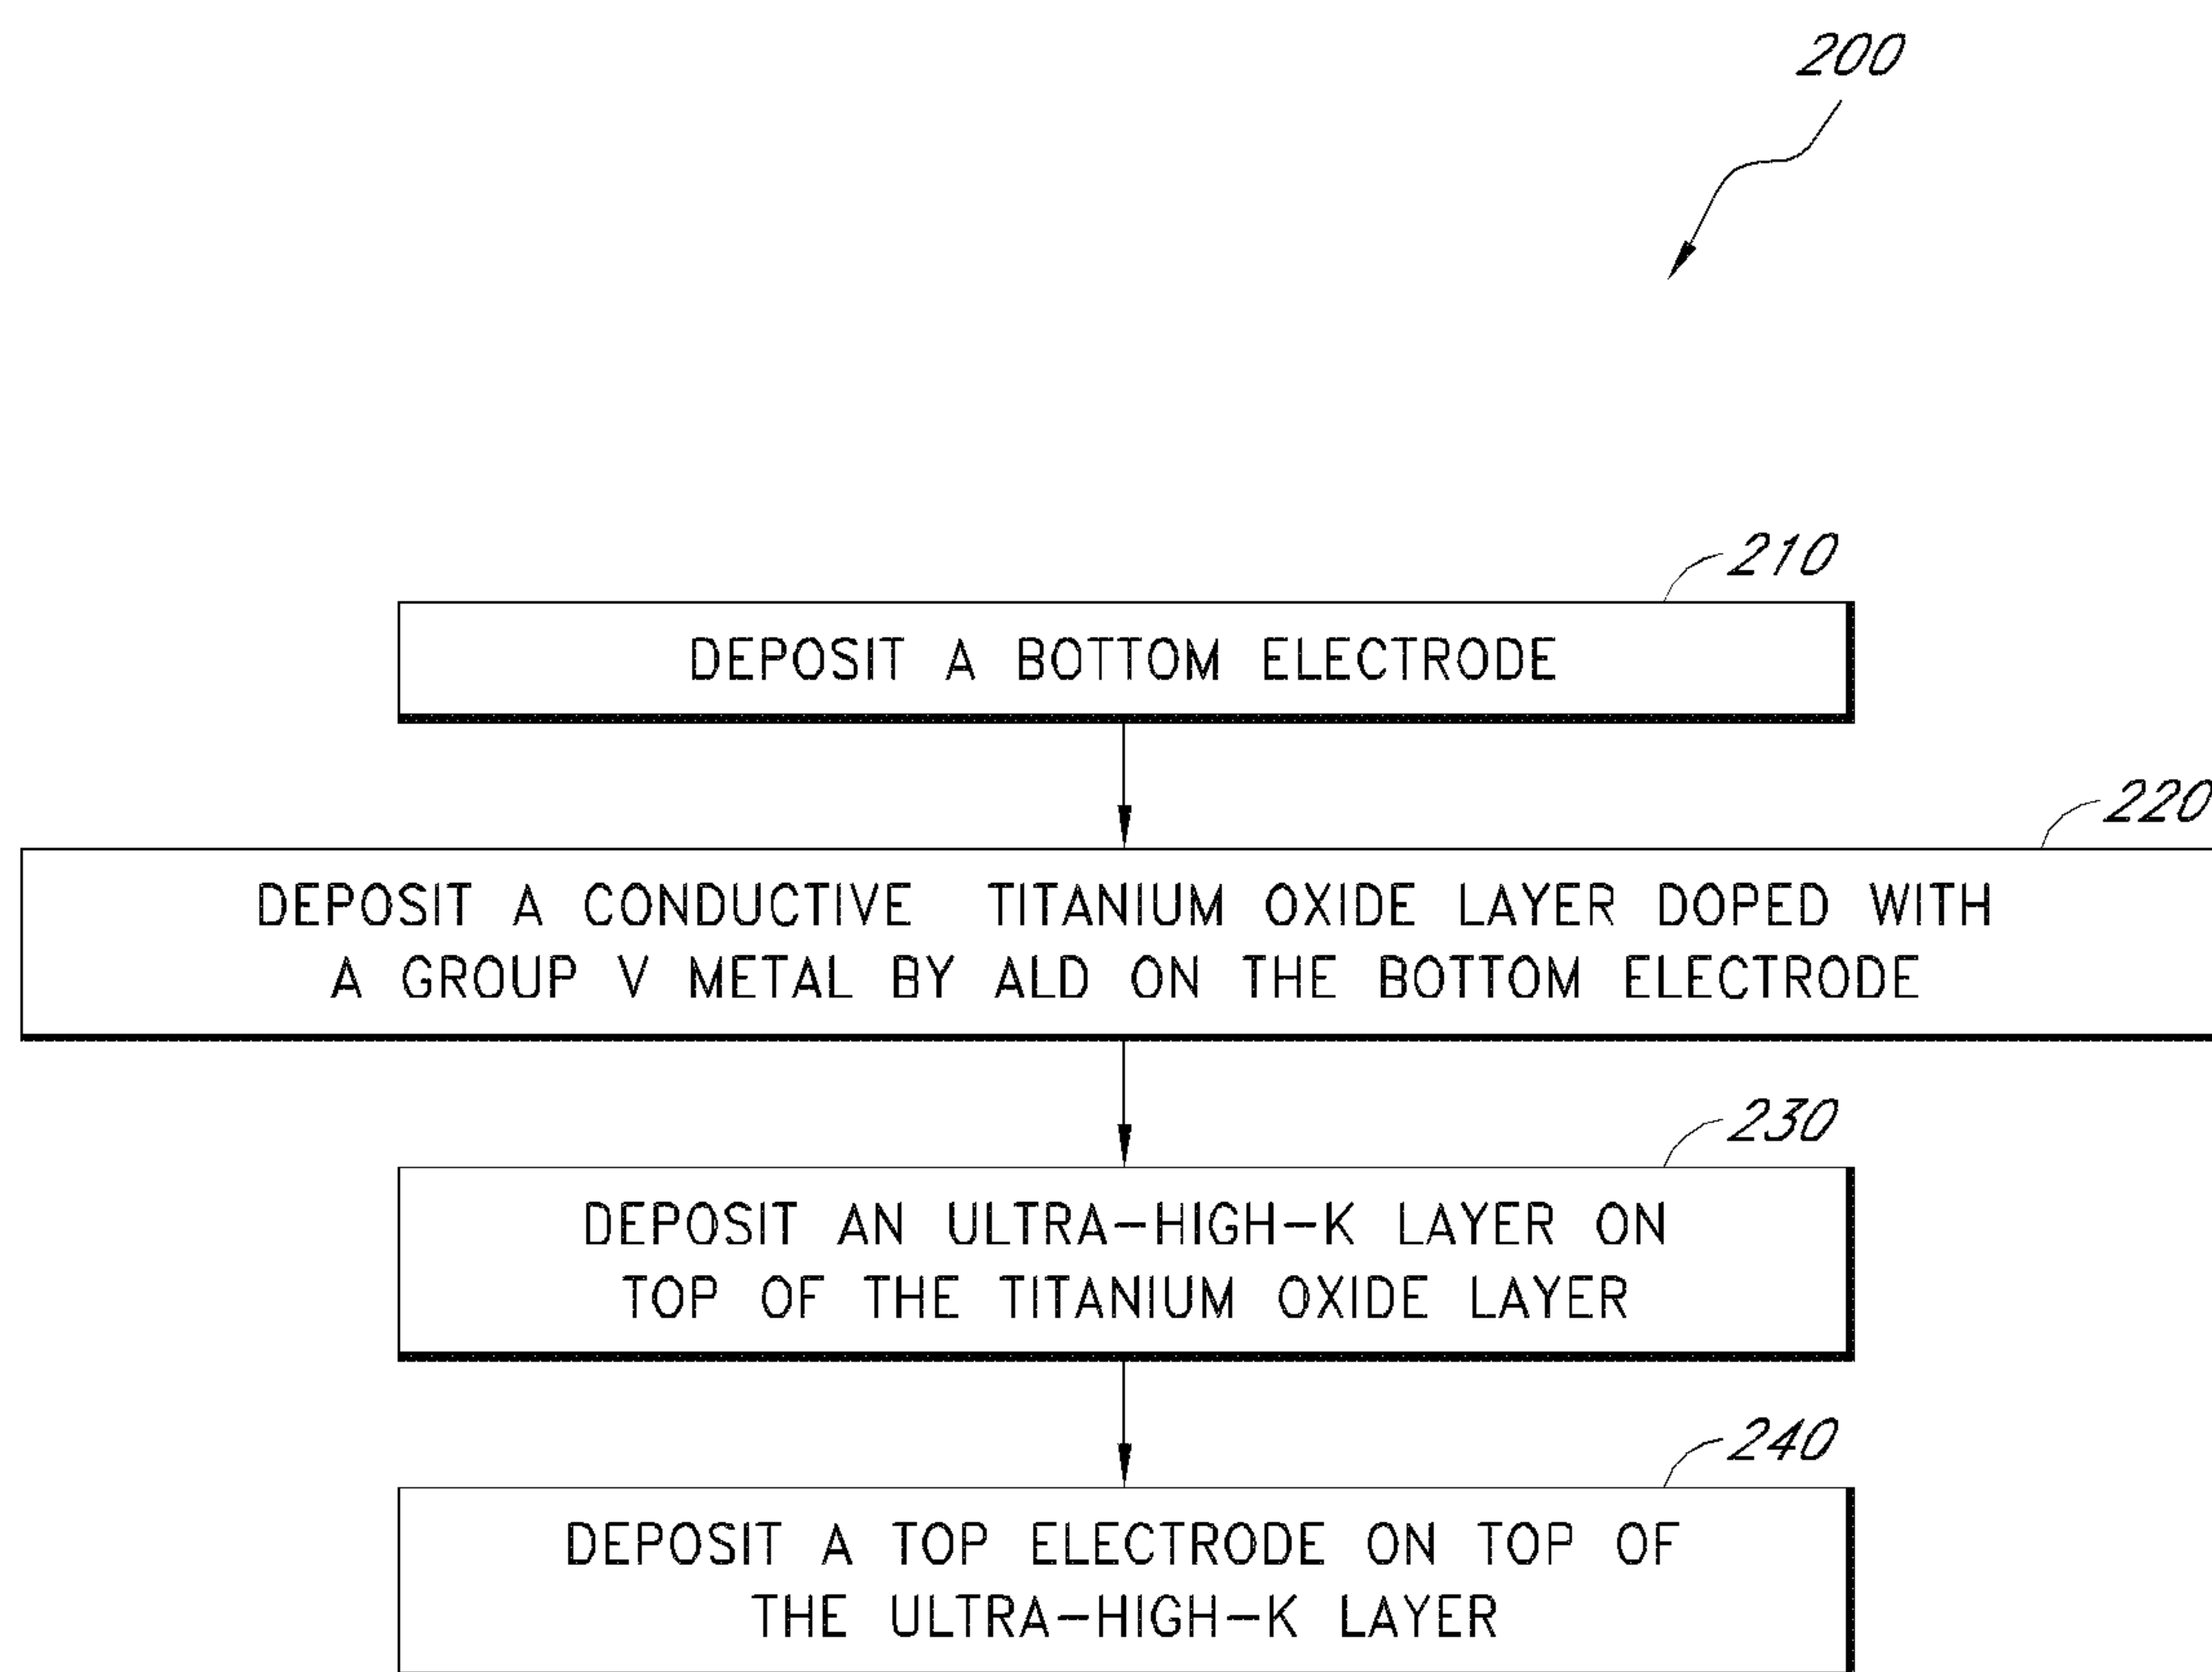 200
210
DEPOSIT A BOTTOM ELECTRODE
220
DEPOSIT A CONDUCTIVE TITANIUM OXIDE LAYER DOPED WITH
A GROUP V METAL BY ALD ON THE BOTTOM ELECTRODE
230
DEPOSIT AN ULTRA-HIGH-K LAYER ON
TOP OF THE TITANIUM OXIDE LAYER
240
DEPOSIT A TOP ELECTRODE ON TOP OF
THE ULTRA-HIGH-K LAYER